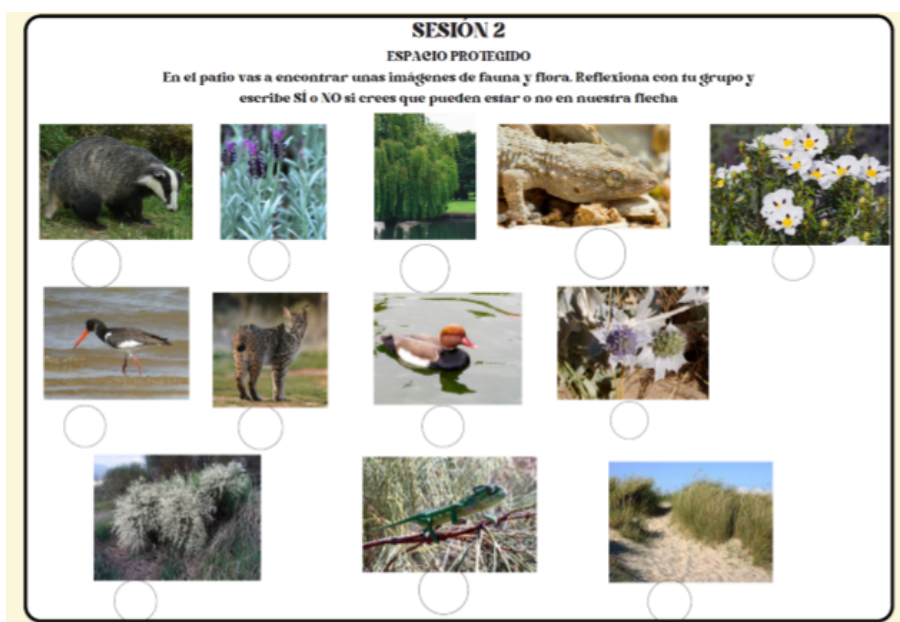 SESIÓN 2
ESPACIO PROTEGIDO
En el patio vas a encontrar unas imágenes de fauna y flora. Reflexiona con tu grupo y
escribe SÍ o NO si crees que pueden estar o no en nuestra flecha